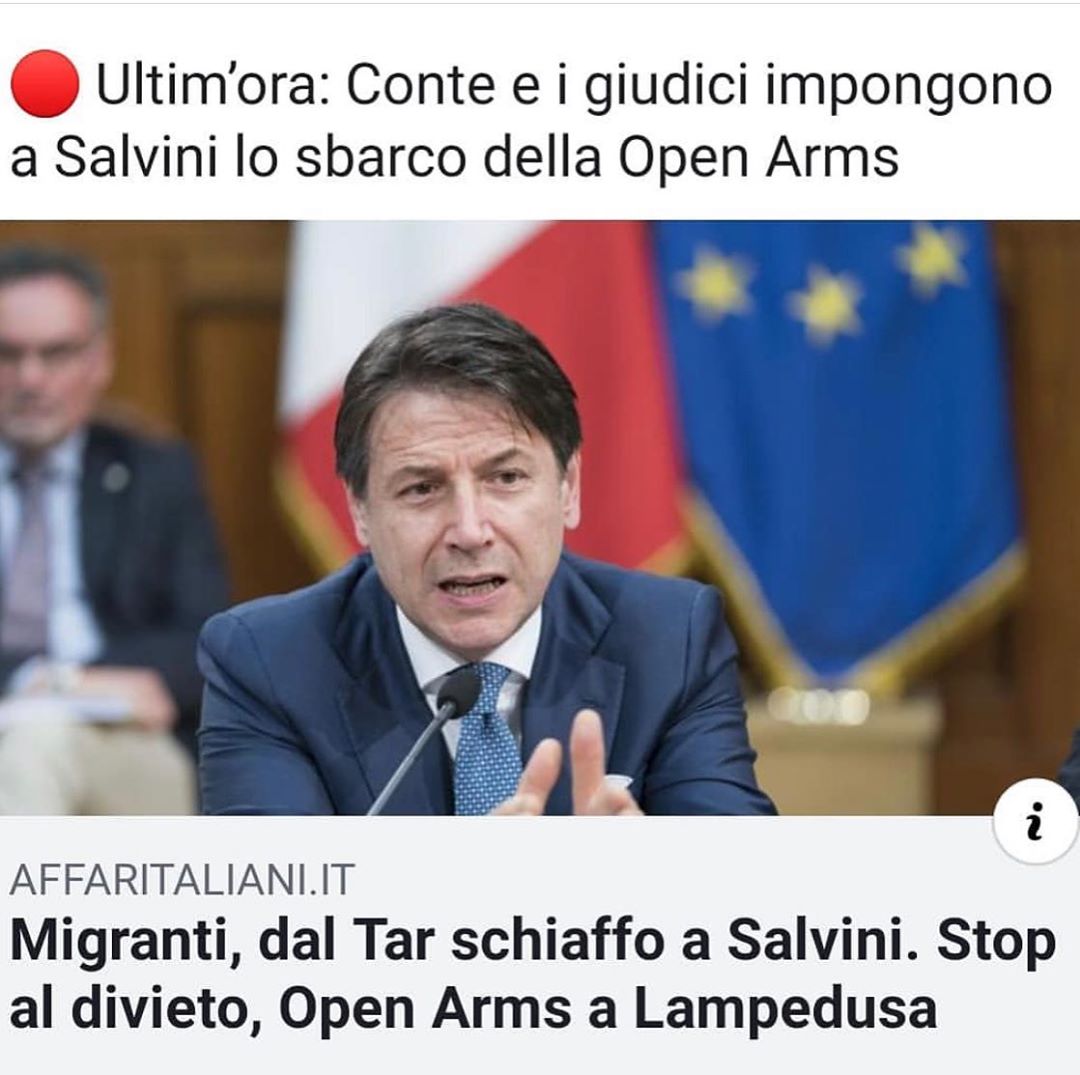 Ultim’ora: Conte e i giudici impongono
a Salvini lo sbarco della Open Arms
i
AFFARITALIANI.IT
Migranti, dal Tar schiaffo a Salvini. Stop
al divieto, Open Arms a Lampedusa